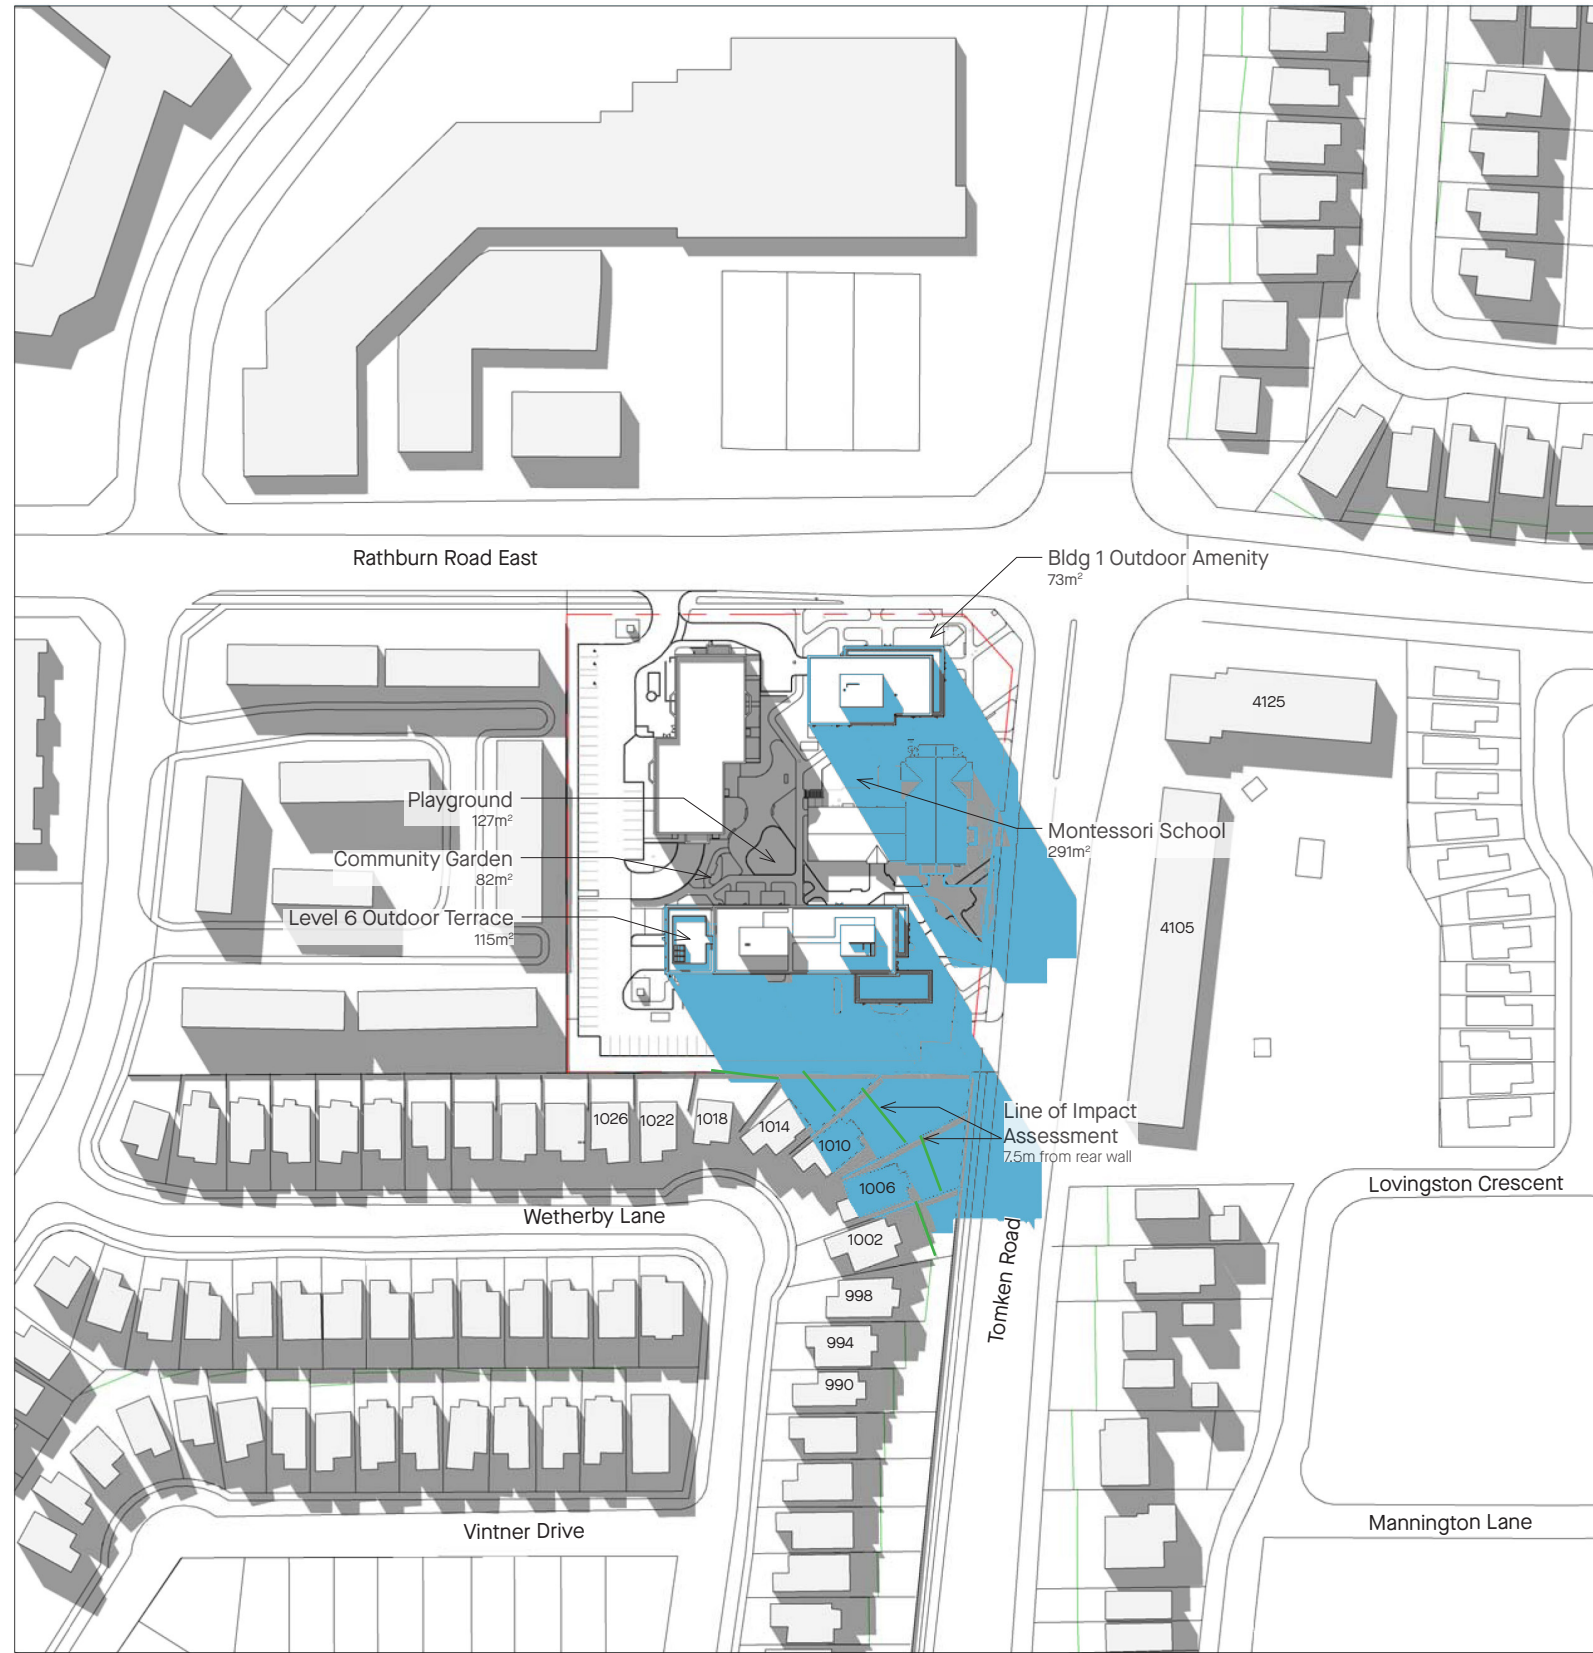 Rathburn Road East
Bldg 1 Outdoor Amenity
73m²
4125
Playground
127m²
Montessori School
291m²
Community Garden
82m²
Level 6 Outdoor Terrace
115m²
4105
Line of Impact
Assessment
7.5m from rear wall
1026
1022
1018
1014
1010
1006
1002
998
994
990
Wetherby Lane
Tomken Road
Lovingston Crescent
Vintner Drive
Mannington Lane